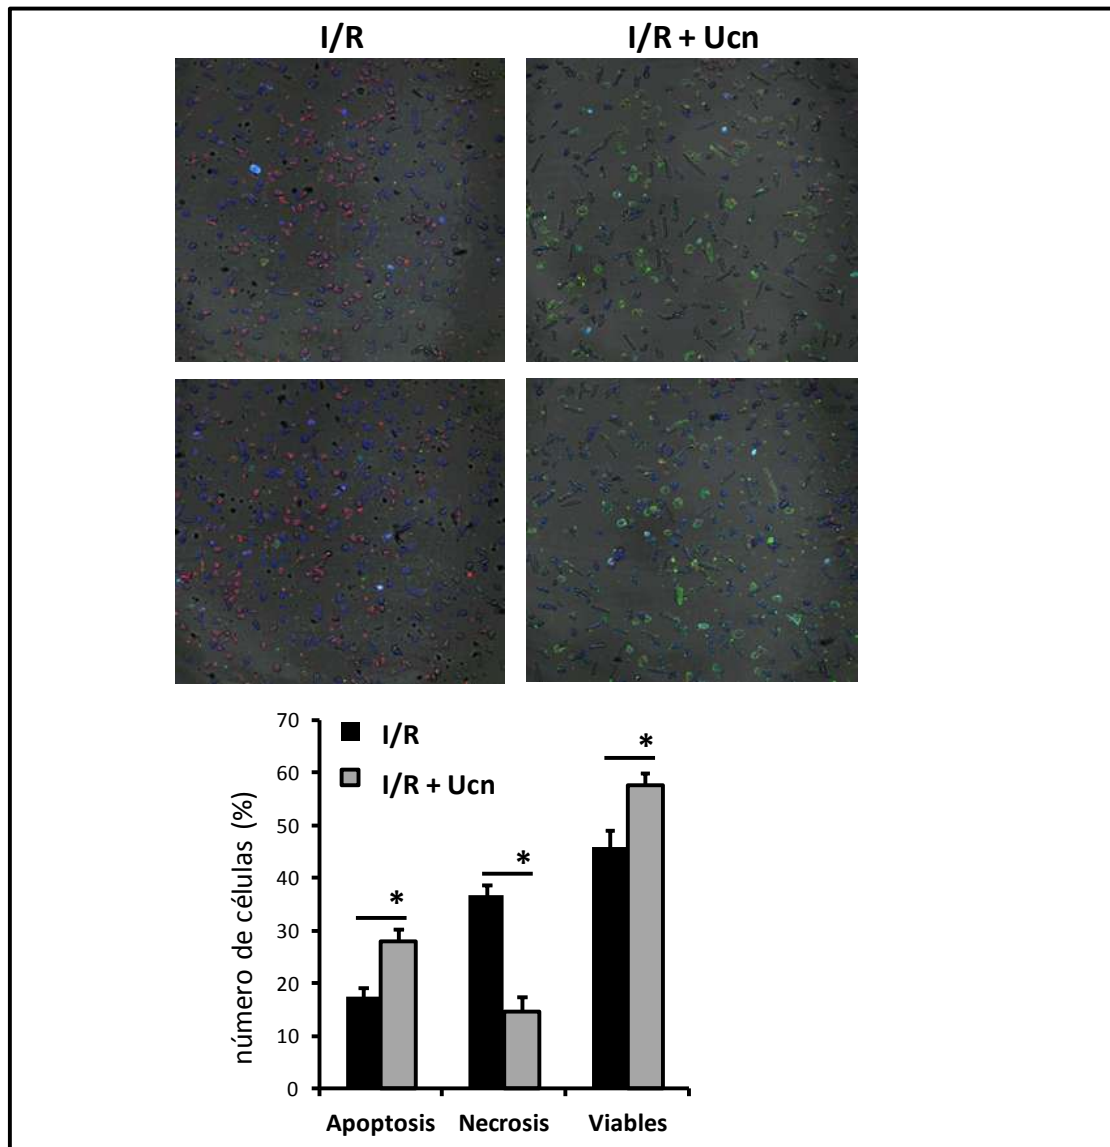 I/R I/R + Ucn
70
60
50
40
30
20
10
0
número de células (%)
I/R
I/R + Ucn
*
*
*
Apoptosis Necrosis Viables